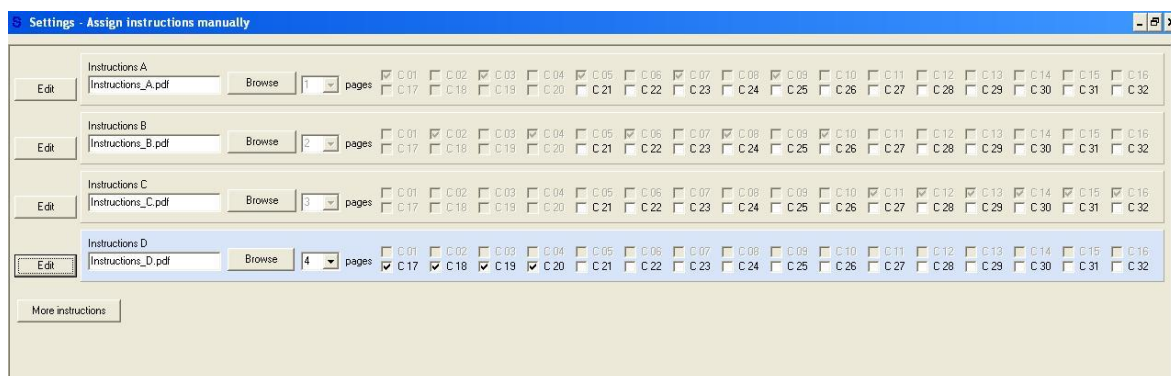 S Settings - Assign instructions manually
Instructions A
Edit Instructions_A.pdf Browse 1 pages C 01 C 02 C 03 C 04 C 05 C 06 C 07 C 08 C 09 C 10 C 11 C 12 C 13 C 14 C 15 C 16
C 17 C 18 C 19 C 20 C 21 C 22 C 23 C 24 C 25 C 26 C 27 C 28 C 29 C 30 C 31 C 32
Instructions B
Edit Instructions_B.pdf Browse 2 pages C 01 C 02 C 03 C 04 C 05 C 06 C 07 C 08 C 09 C 10 C 11 C 12 C 13 C 14 C 15 C 16
C 17 C 18 C 19 C 20 C 21 C 22 C 23 C 24 C 25 C 26 C 27 C 28 C 29 C 30 C 31 C 32
Instructions C
Edit Instructions_C.pdf Browse 3 pages C 01 C 02 C 03 C 04 C 05 C 06 C 07 C 08 C 09 C 10 C 11 C 12 C 13 C 14 C 15 C 16
C 17 C 18 C 19 C 20 C 21 C 22 C 23 C 24 C 25 C 26 C 27 C 28 C 29 C 30 C 31 C 32
Instructions D
Edit Instructions_D.pdf Browse 4 pages C 01 C 02 C 03 C 04 C 05 C 06 C 07 C 08 C 09 C 10 C 11 C 12 C 13 C 14 C 15 C 16
C 17 C 18 C 19 C 20 C 21 C 22 C 23 C 24 C 25 C 26 C 27 C 28 C 29 C 30 C 31 C 32
More instructions